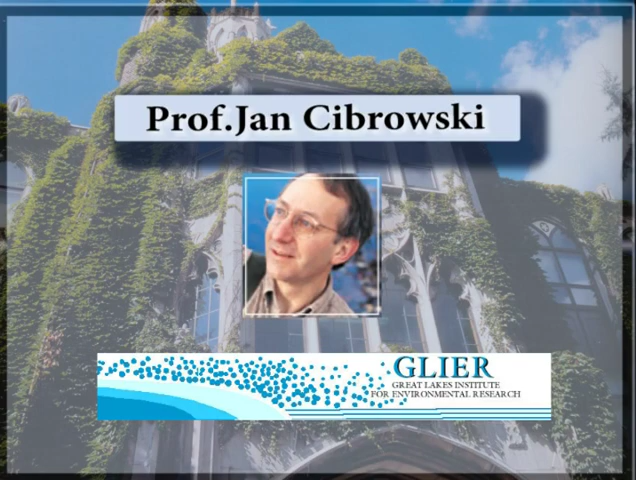 Prof.Jan Cibrowski
GLIER
GREAT LAKES INSTITUTE
FOR ENVIRONMENTAL RESEARCH